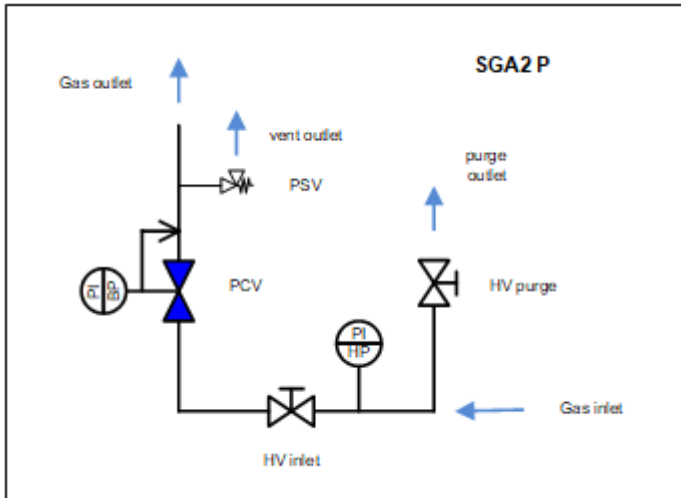 SGA2 P
Gas outlet
vent outlet
purge
outlet
PSV
PI
BP
PCV
HV purge
PI
HP
Gas inlet
HV inlet